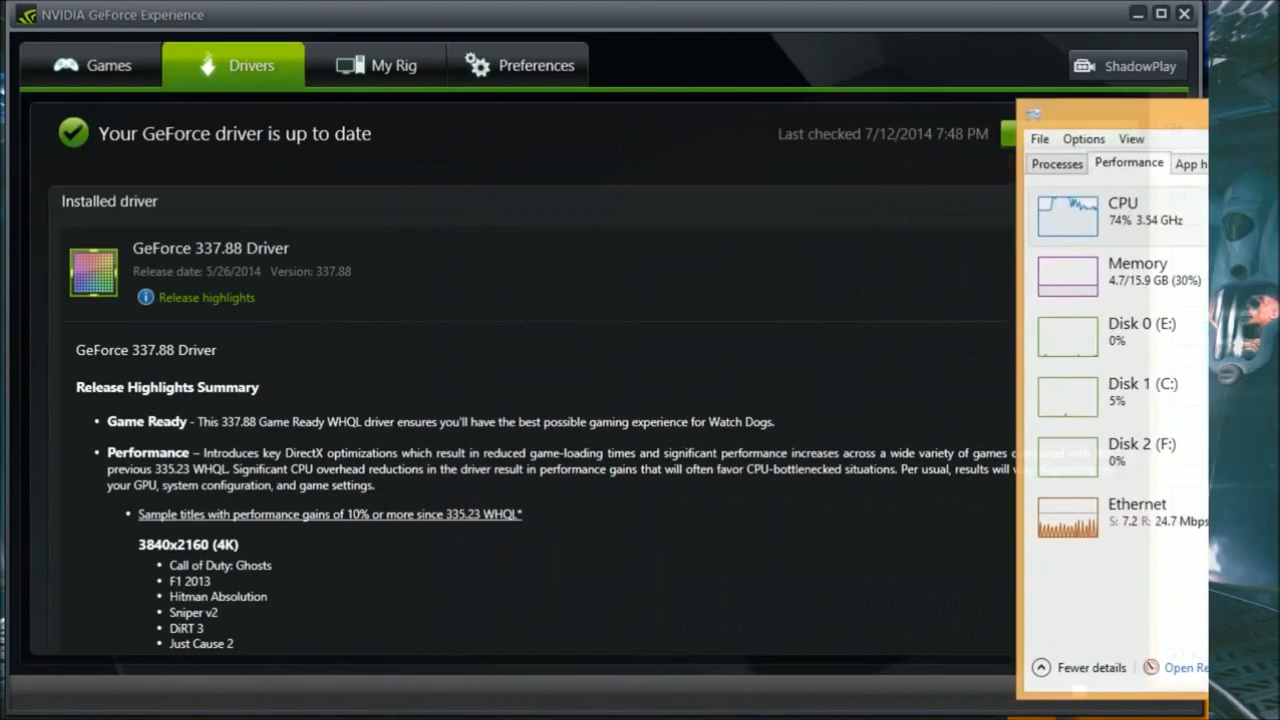 NVIDIA GeForce Experience
Games
Drivers
My Rig
Preferences
ShadowPlay
Your GeForce driver is up to date
Last checked 7/12/2014 7:48 PM
Installed driver
GeForce 337.88 Driver
Release date: 5/26/2014 Version: 337.88
Release highlights
GeForce 337.88 Driver
Release Highlights Summary
• Game Ready - This 337.88 Game Ready WHQL driver ensures you'll have the best possible gaming experience for Watch Dogs.
• Performance – Introduces key DirectX optimizations which result in reduced game-loading times and significant performance increases across a wide variety of games
previous 335.23 WHQL. Significant CPU overhead reductions in the driver result in performance gains that will often favor CPU-bottlenecked situations. Per usual, results will
your GPU, system configuration, and game settings.
• Sample titles with performance gains of 10% or more since 335.23 WHQL*
3840x2160 (4K)
• Call of Duty: Ghosts
• F1 2013
• Hitman Absolution
• Sniper v2
• DiRT 3
• Just Cause 2
File Options View
Processes Performance App h
CPU
74% 3.54 GHz
Memory
4.7/15.9 GB (30%)
Disk 0 (E:)
0%
Disk 1 (C:)
5%
Disk 2 (F:)
0%
Ethernet
S: 7.2 R: 24.7 Mbps
Fewer details
Open Re